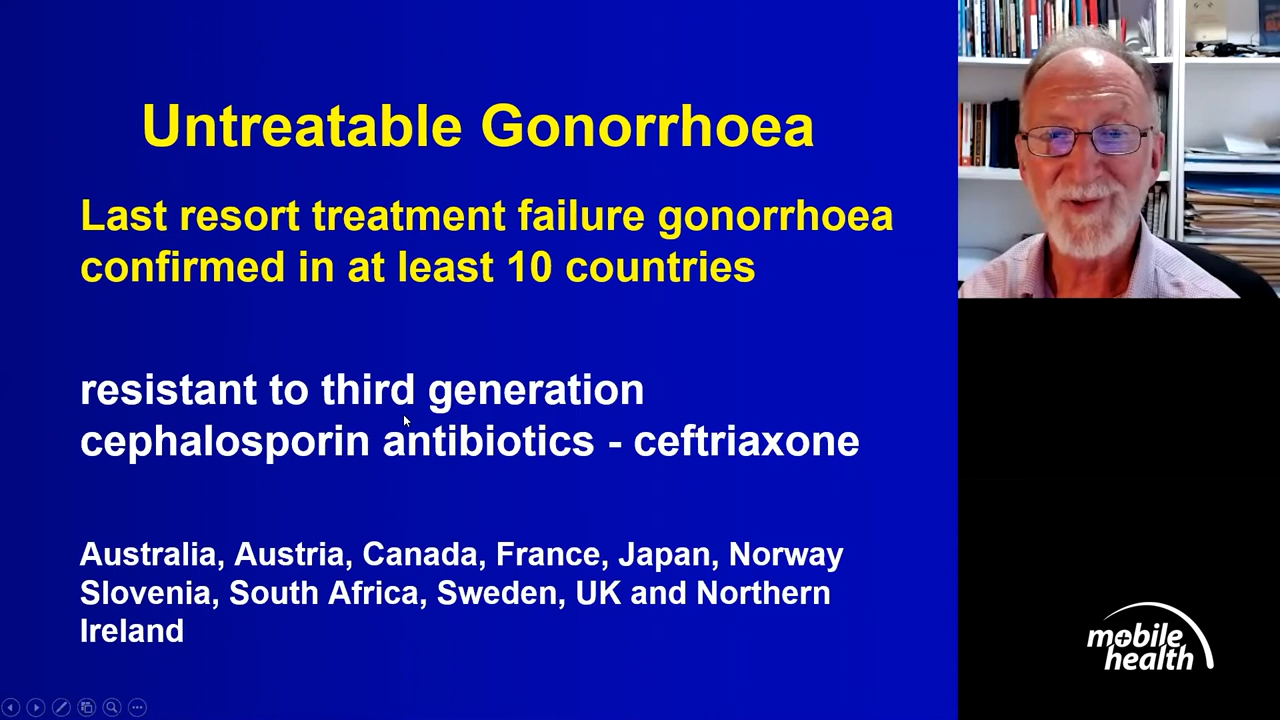 Untreatable Gonorrhoea
Last resort treatment failure gonorrhoea
confirmed in at least 10 countries
resistant to third generation
cephalosporin antibiotics - ceftriaxone
Australia, Austria, Canada, France, Japan, Norway
Slovenia, South Africa, Sweden, UK and Northern
Ireland
mobile
health